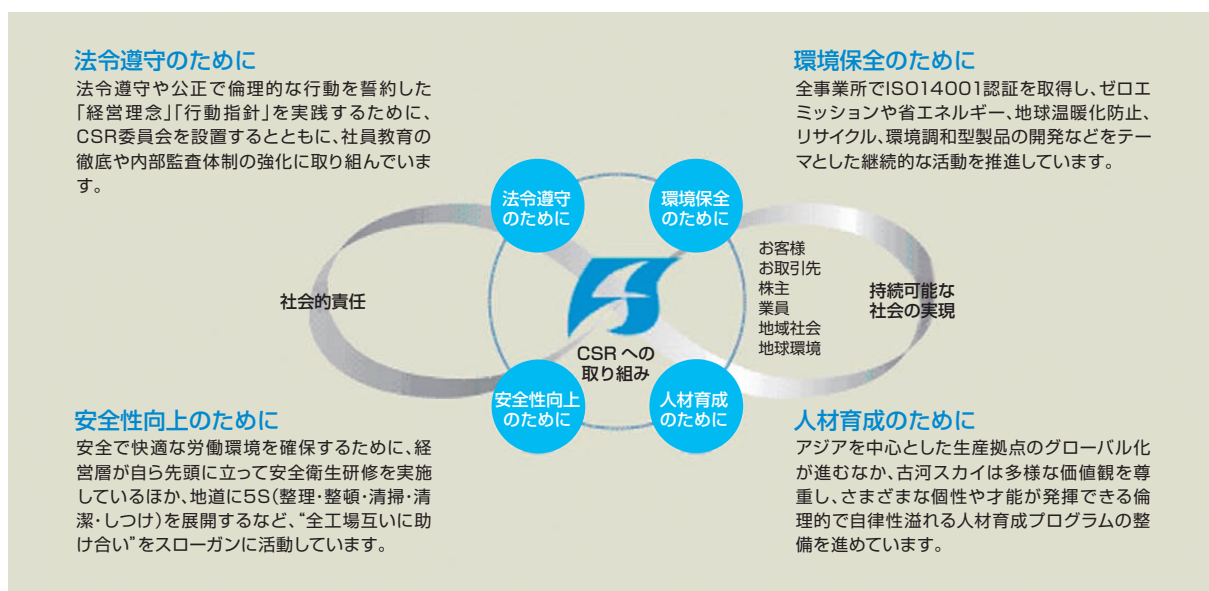 法令遵守のために
法令遵守や公正で倫理的な行動を誓約した
「経営理念」「行動指針」を実践するために、
CSR委員会を設置するとともに、社員教育の
徹底や内部監査体制の強化に取り組んでいま
す。
環境保全のために
全事業所でISO14001認証を取得し、ゼロエ
ミッションや省エネルギー、地球温暖化防止、
リサイクル、環境調和型製品の開発などをテー
マとした継続的な活動を推進しています。
法令遵守
のために
環境保全
のために
社会的責任
お客様
お取引先
株主
業員
地域社会
地球環境
持続可能な
社会の実現
CSR への
取り組み
安全性向上
のために
人材育成
のために
安全性向上のために
安全で快適な労働環境を確保するために、経
営層が自ら先頭に立って安全衛生研修を実施
しているほか、地道に5S(整理・整頓・清掃・清
潔・しつけ)を展開するなど、“全工場互いに助
け合い”をスローガンに活動しています。
人材育成のために
アジアを中心とした生産拠点のグローバル化
が進むなか、古河スカイは多様な価値観を尊
重し、さまざまな個性や才能が発揮できる倫
理的で自律性溢れる人材育成プログラムの整
備を進めています。